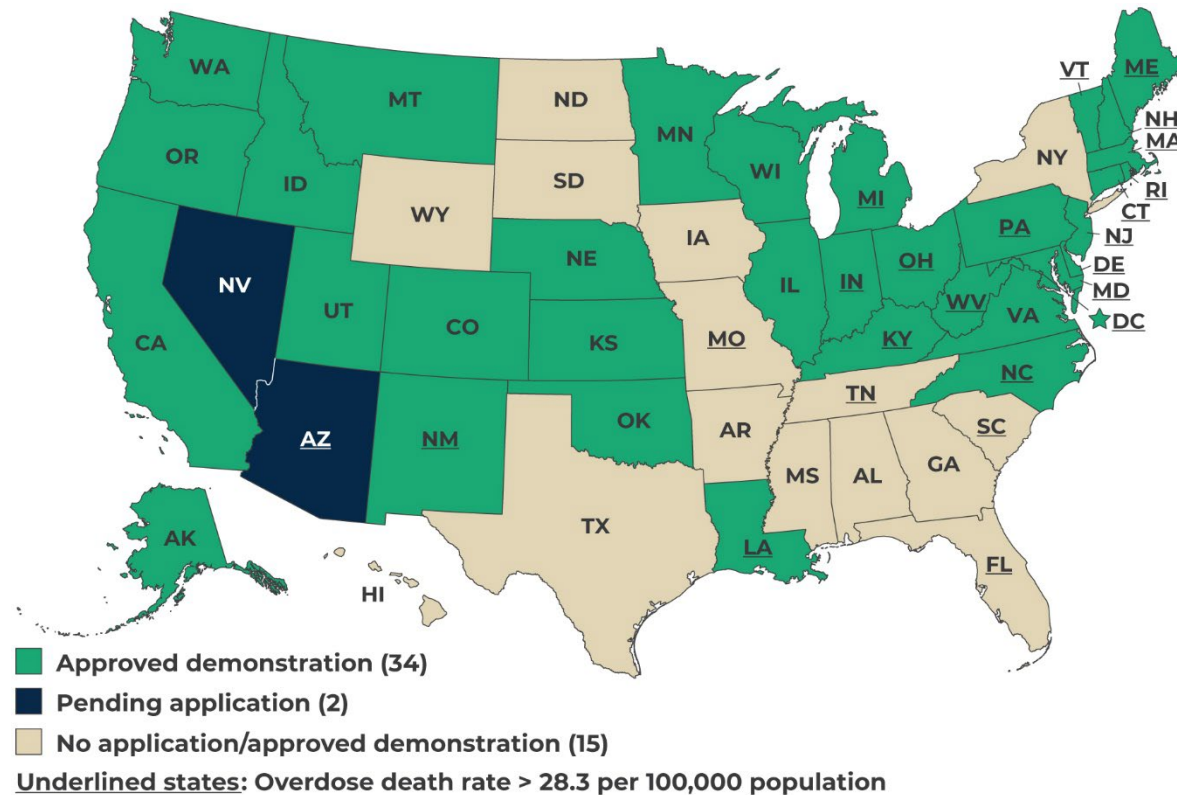 WA
MT
ND
MN
VT
ME
NH
MA
OR
ID
SD
WI
NY
RI
WY
MI
CT
IA
PA
NJ
NE
OH
DE
NV
IL
IN
MD
UT
CO
WV
VA
DC
CA
KS
MO
KY
NC
TN
AZ
NM
OK
AR
SC
MS
AL
GA
TX
AK
LA
FL
HI
Approved demonstration (34)
Pending application (2)
No application/approved demonstration (15)
Underlined states: Overdose death rate > 28.3 per 100,000 population